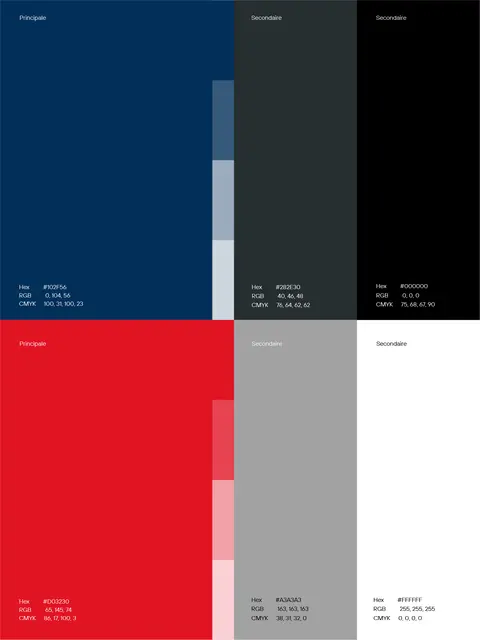 Principale
Hex #102F56
RGB 0, 104, 56
CMYK 100, 31, 100, 23
Secondaire
Hex #282E30
RGB 40, 46, 48
CMYK 76, 64, 62, 62
Secondaire
Hex #000000
RGB 0, 0, 0
CMYK 75, 68, 67, 90
Principale
Hex #D03230
RGB 65, 145, 74
CMYK 86, 17, 100, 3
Secondaire
Hex #A3A3A3
RGB 163, 163, 163
CMYK 38, 31, 32, 0
Secondaire
Hex #FFFFFF
RGB 255, 255, 255
CMYK 0, 0, 0, 0